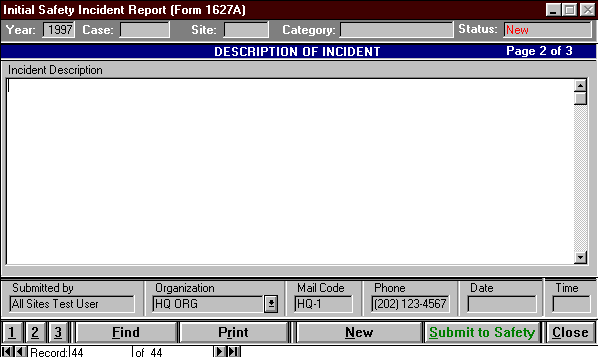 Initial Safety Incident Report (Form 1627A)
Year: 1997 Case: Site: Category: Status: New
DESCRIPTION OF INCIDENT Page 2 of 3
Incident Description
Submitted by Organization Mail Code Phone Date Time
All Sites Test User HQ ORG HQ-1 (202) 123-4567
1 2 3 Find Print New Submit to Safety Close
Record: 44 of 44